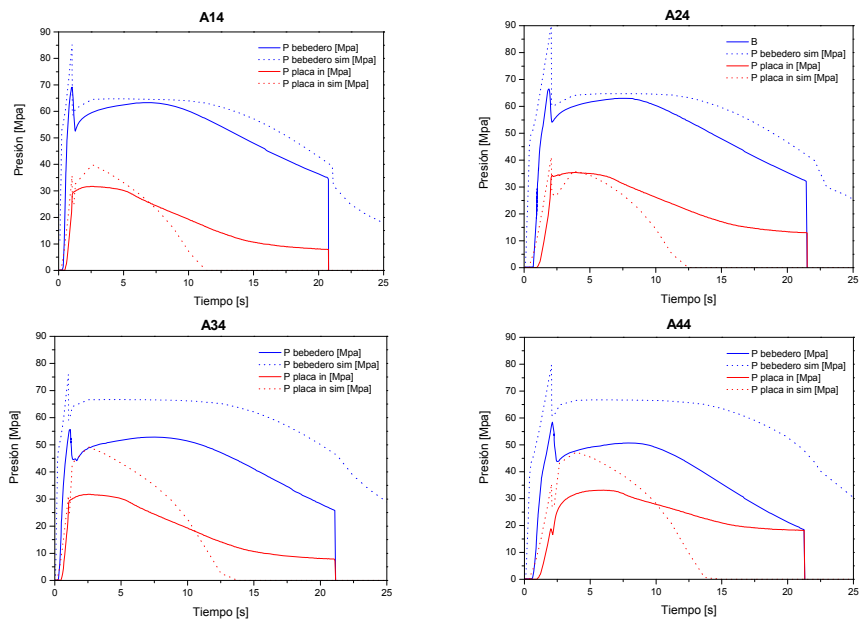 A14
90
80
70
60
50
40
30
20
10
0
Presión [Mpa]
P bebedero [Mpa]
P bebedero sim [Mpa]
P placa in [Mpa]
P placa in sim [Mpa]
0 5 10 15 20 25
Tiempo [s]
A24
90
80
70
60
50
40
30
20
10
0
Presión [Mpa]
B
P bebedero sim [Mpa]
P placa in [Mpa]
P placa in sim [Mpa]
0 5 10 15 20 25
Tiempo [s]
A34
90
80
70
60
50
40
30
20
10
0
Presión [Mpa]
P bebedero [Mpa]
P bebedero sim [Mpa]
P placa in [Mpa]
P placa in sim [Mpa]
0 5 10 15 20 25
Tiempo [s]
A44
90
80
70
60
50
40
30
20
10
0
Presión [Mpa]
P bebedero [Mpa]
P bebedero sim [Mpa]
P placa in [Mpa]
P placa in sim [Mpa]
0 5 10 15 20 25
Tiempo [s]